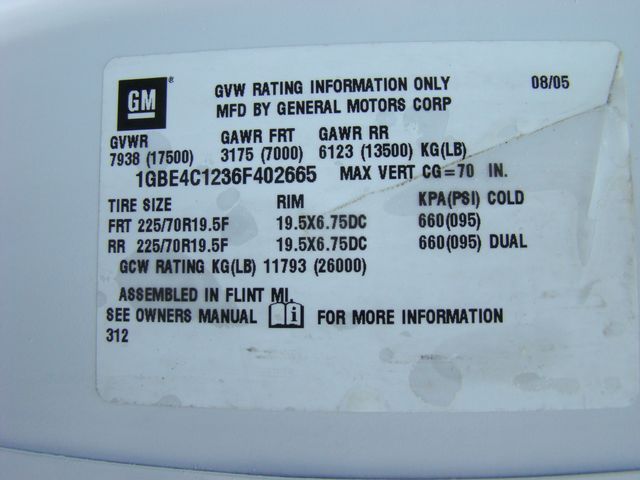 GM ®
GVW RATING INFORMATION ONLY 08/05
MFD BY GENERAL MOTORS CORP
GVWR GAWR FRT GAWR RR
7938 (17500) 3175 (7000) 6123 (13500) KG(LB)
1GBE4C1236F402665 MAX VERT CG=70 IN.
TIRE SIZE RIM KPA(PSI) COLD
FRT 225/70R19.5F 19.5X6.75DC 660(095)
RR 225/70R19.5F 19.5X6.75DC 660(095) DUAL
GCW RATING KG(LB) 11793 (26000)
ASSEMBLED IN FLINT MI.
SEE OWNERS MANUAL i FOR MORE INFORMATION
312